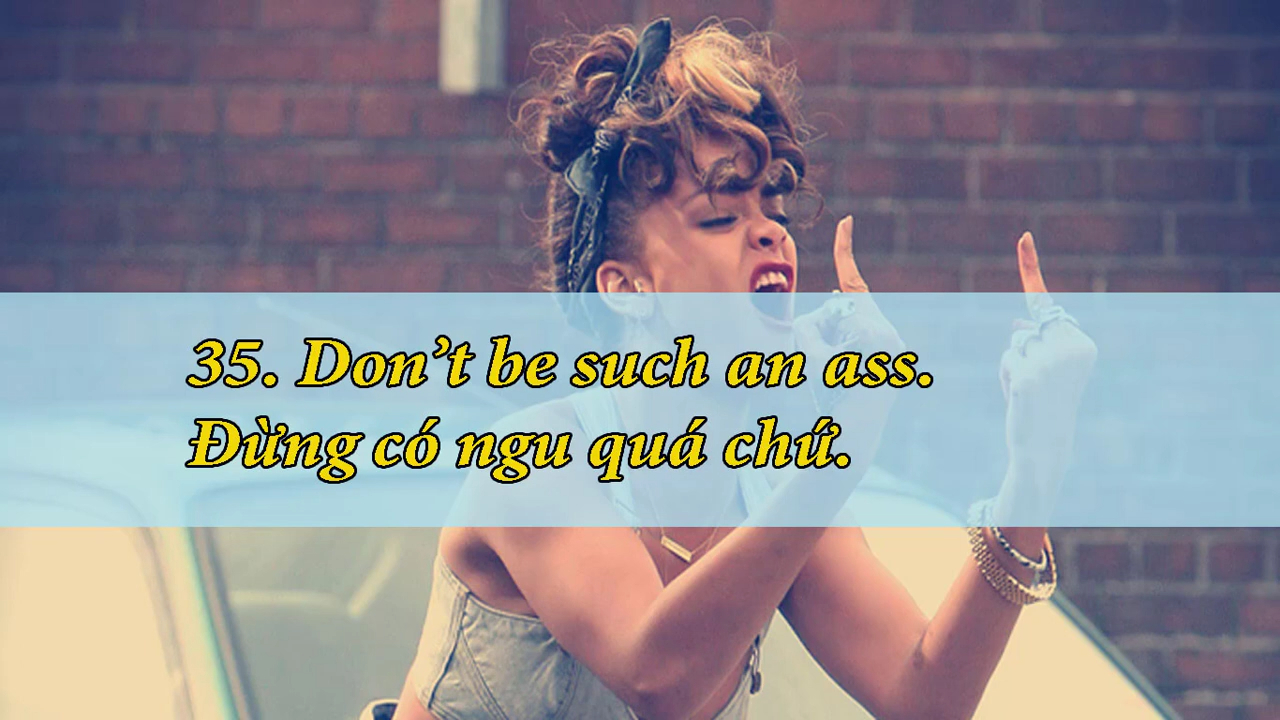 35. Don’t be such an ass.
Đừng có ngu quá chứ.